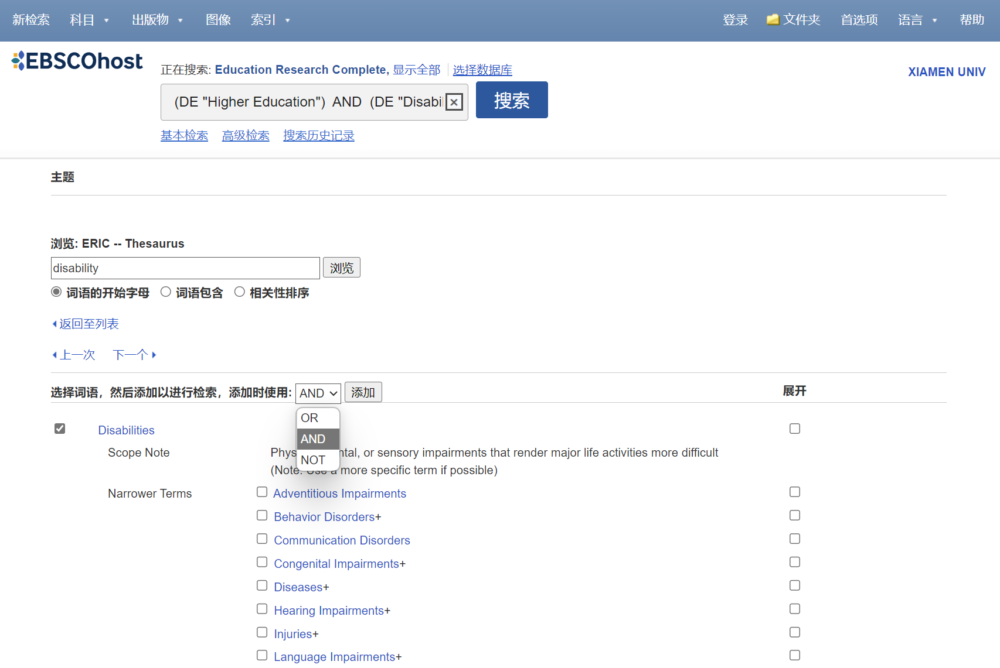 新检索 科目 出版物 图像 索引 登录 文件夹 首选项 语言 帮助
EBSCOhost
正在搜索: Education Research Complete, 显示全部 选择数据库
XIAMEN UNIV
(DE "Higher Education") AND (DE "Disabi
搜索
基本检索 高级检索 搜索历史记录
主题
浏览: ERIC -- Thesaurus
disability 浏览
词语的开始字母 词语包含 相关性排序
返回至列表
上一次 下一个
选择词语，然后添加以进行检索，添加时使用: AND 添加 展开
OR
AND
NOT
Disabilities
Scope Note
Phys ntal, or sensory impairments that render major life activities more difficult
(Note: Use a more specific term if possible)
Narrower Terms
Adventitious Impairments
Behavior Disorders+
Communication Disorders
Congenital Impairments+
Diseases+
Hearing Impairments+
Injuries+
Language Impairments+